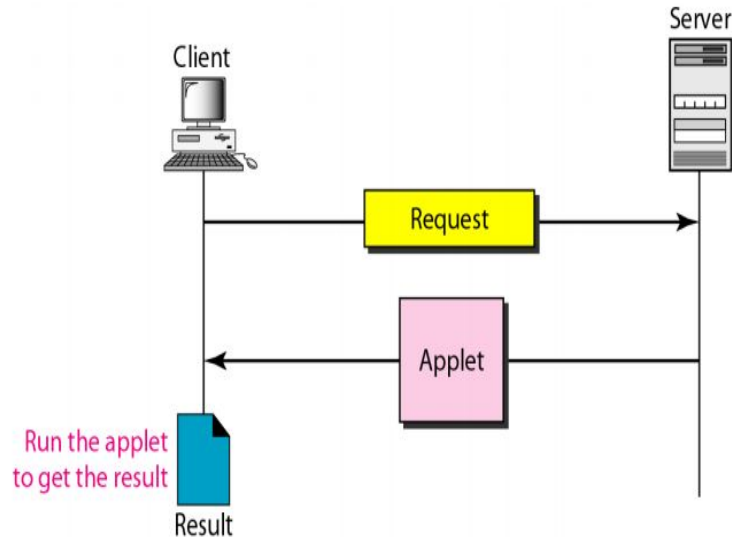 Server
Client
Request
Applet
Run the applet
to get the result
Result